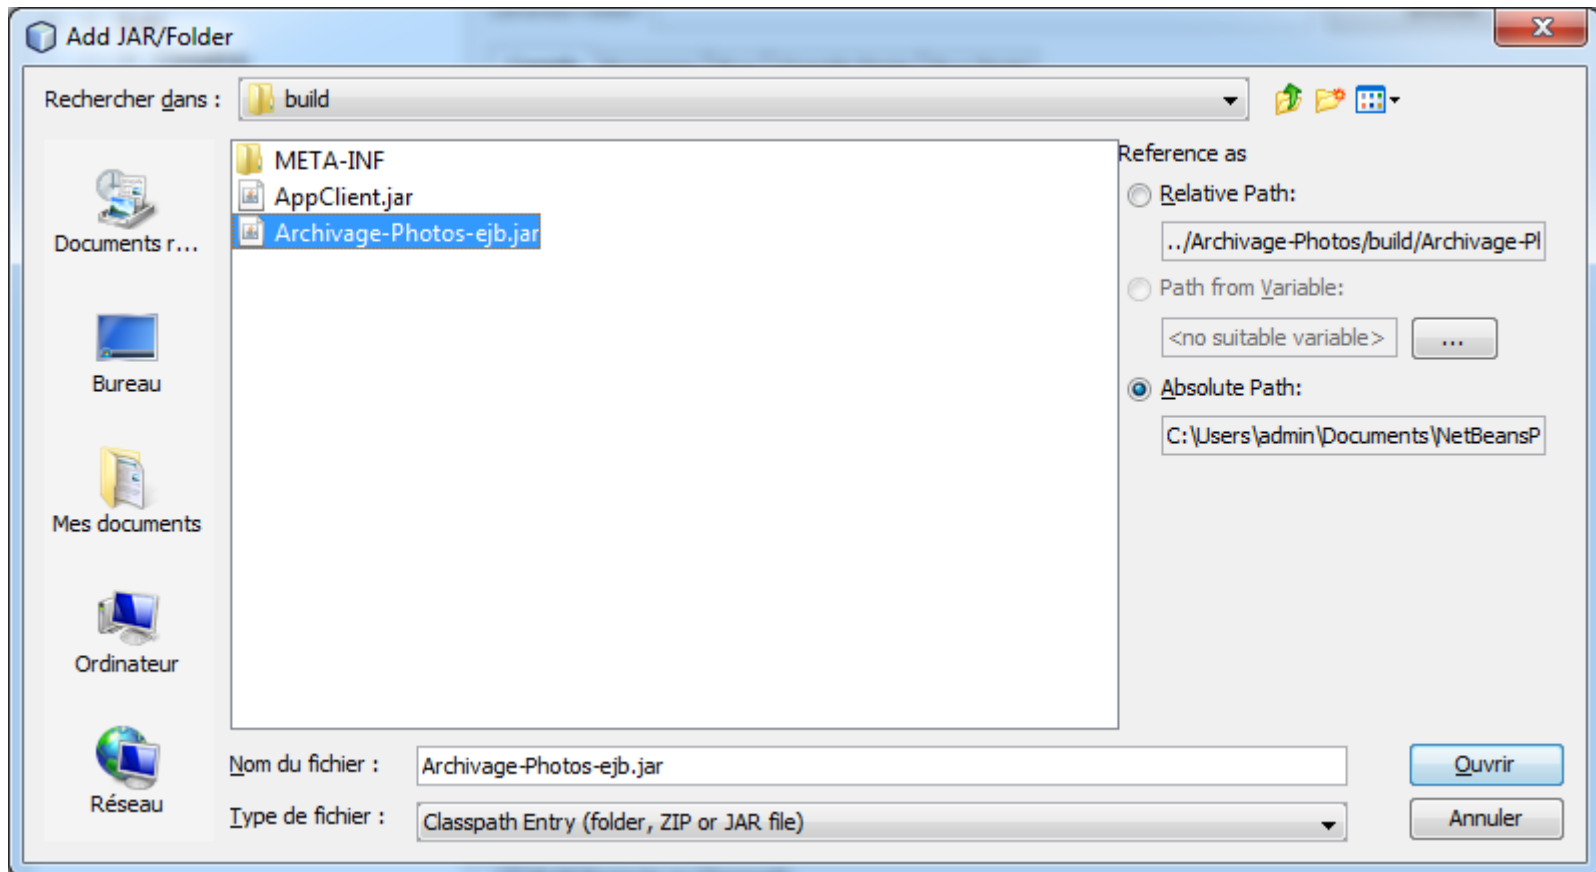 Add JAR/Folder
Rechercher dans :
build
META-INF
AppClient.jar
Archivage-Photos-ejb.jar
Documents r...
Bureau
Mes documents
Ordinateur
Réseau
Reference as
Relative Path:
../Archivage-Photos/build/Archivage-Pl
Path from Variable:
<no suitable variable>
...
Absolute Path:
C:\Users\admin\Documents\NetBeansP
Nom du fichier :
Archivage-Photos-ejb.jar
Ouvrir
Type de fichier :
Classpath Entry (folder, ZIP or JAR file)
Annuler